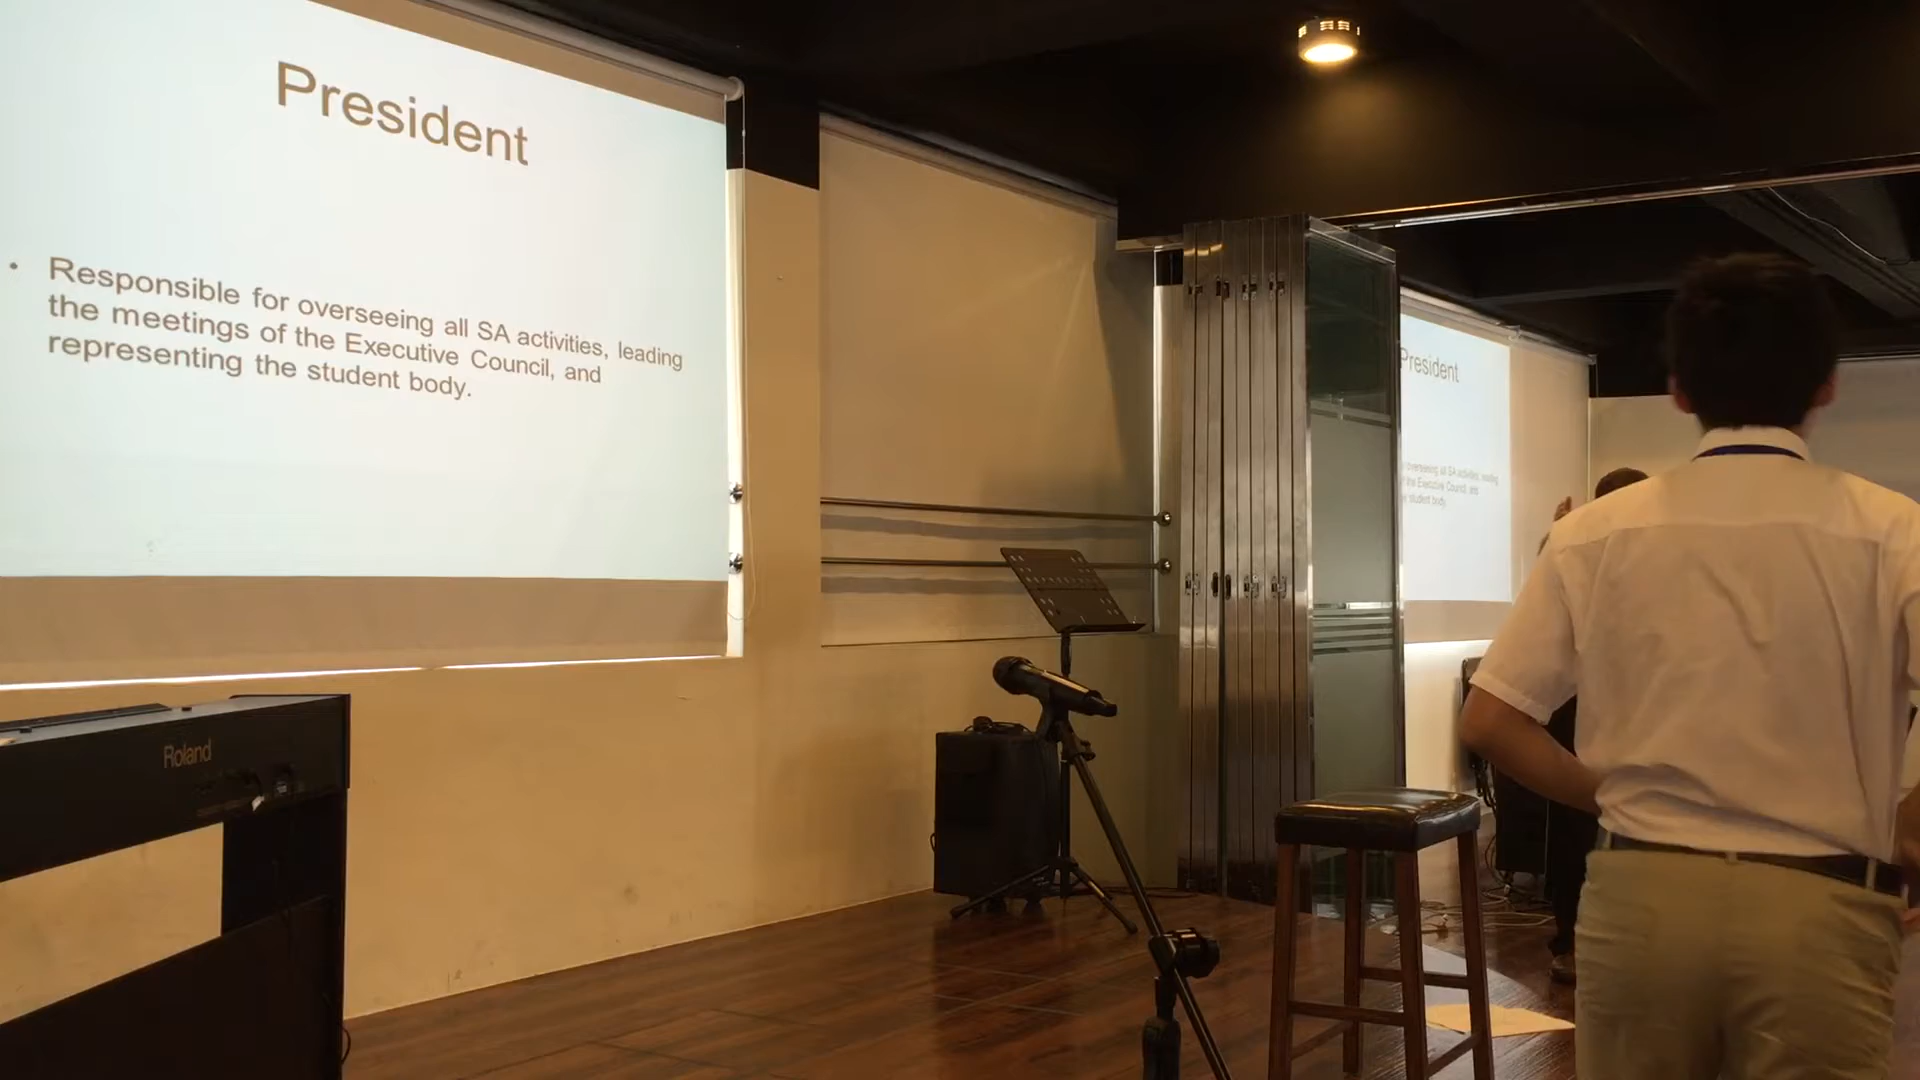 President
• Responsible for overseeing all SA activities, leading
the meetings of the Executive Council, and
representing the student body.
Roland
President
overseeing all SA activities, leading
the Executive Council, and
student body.